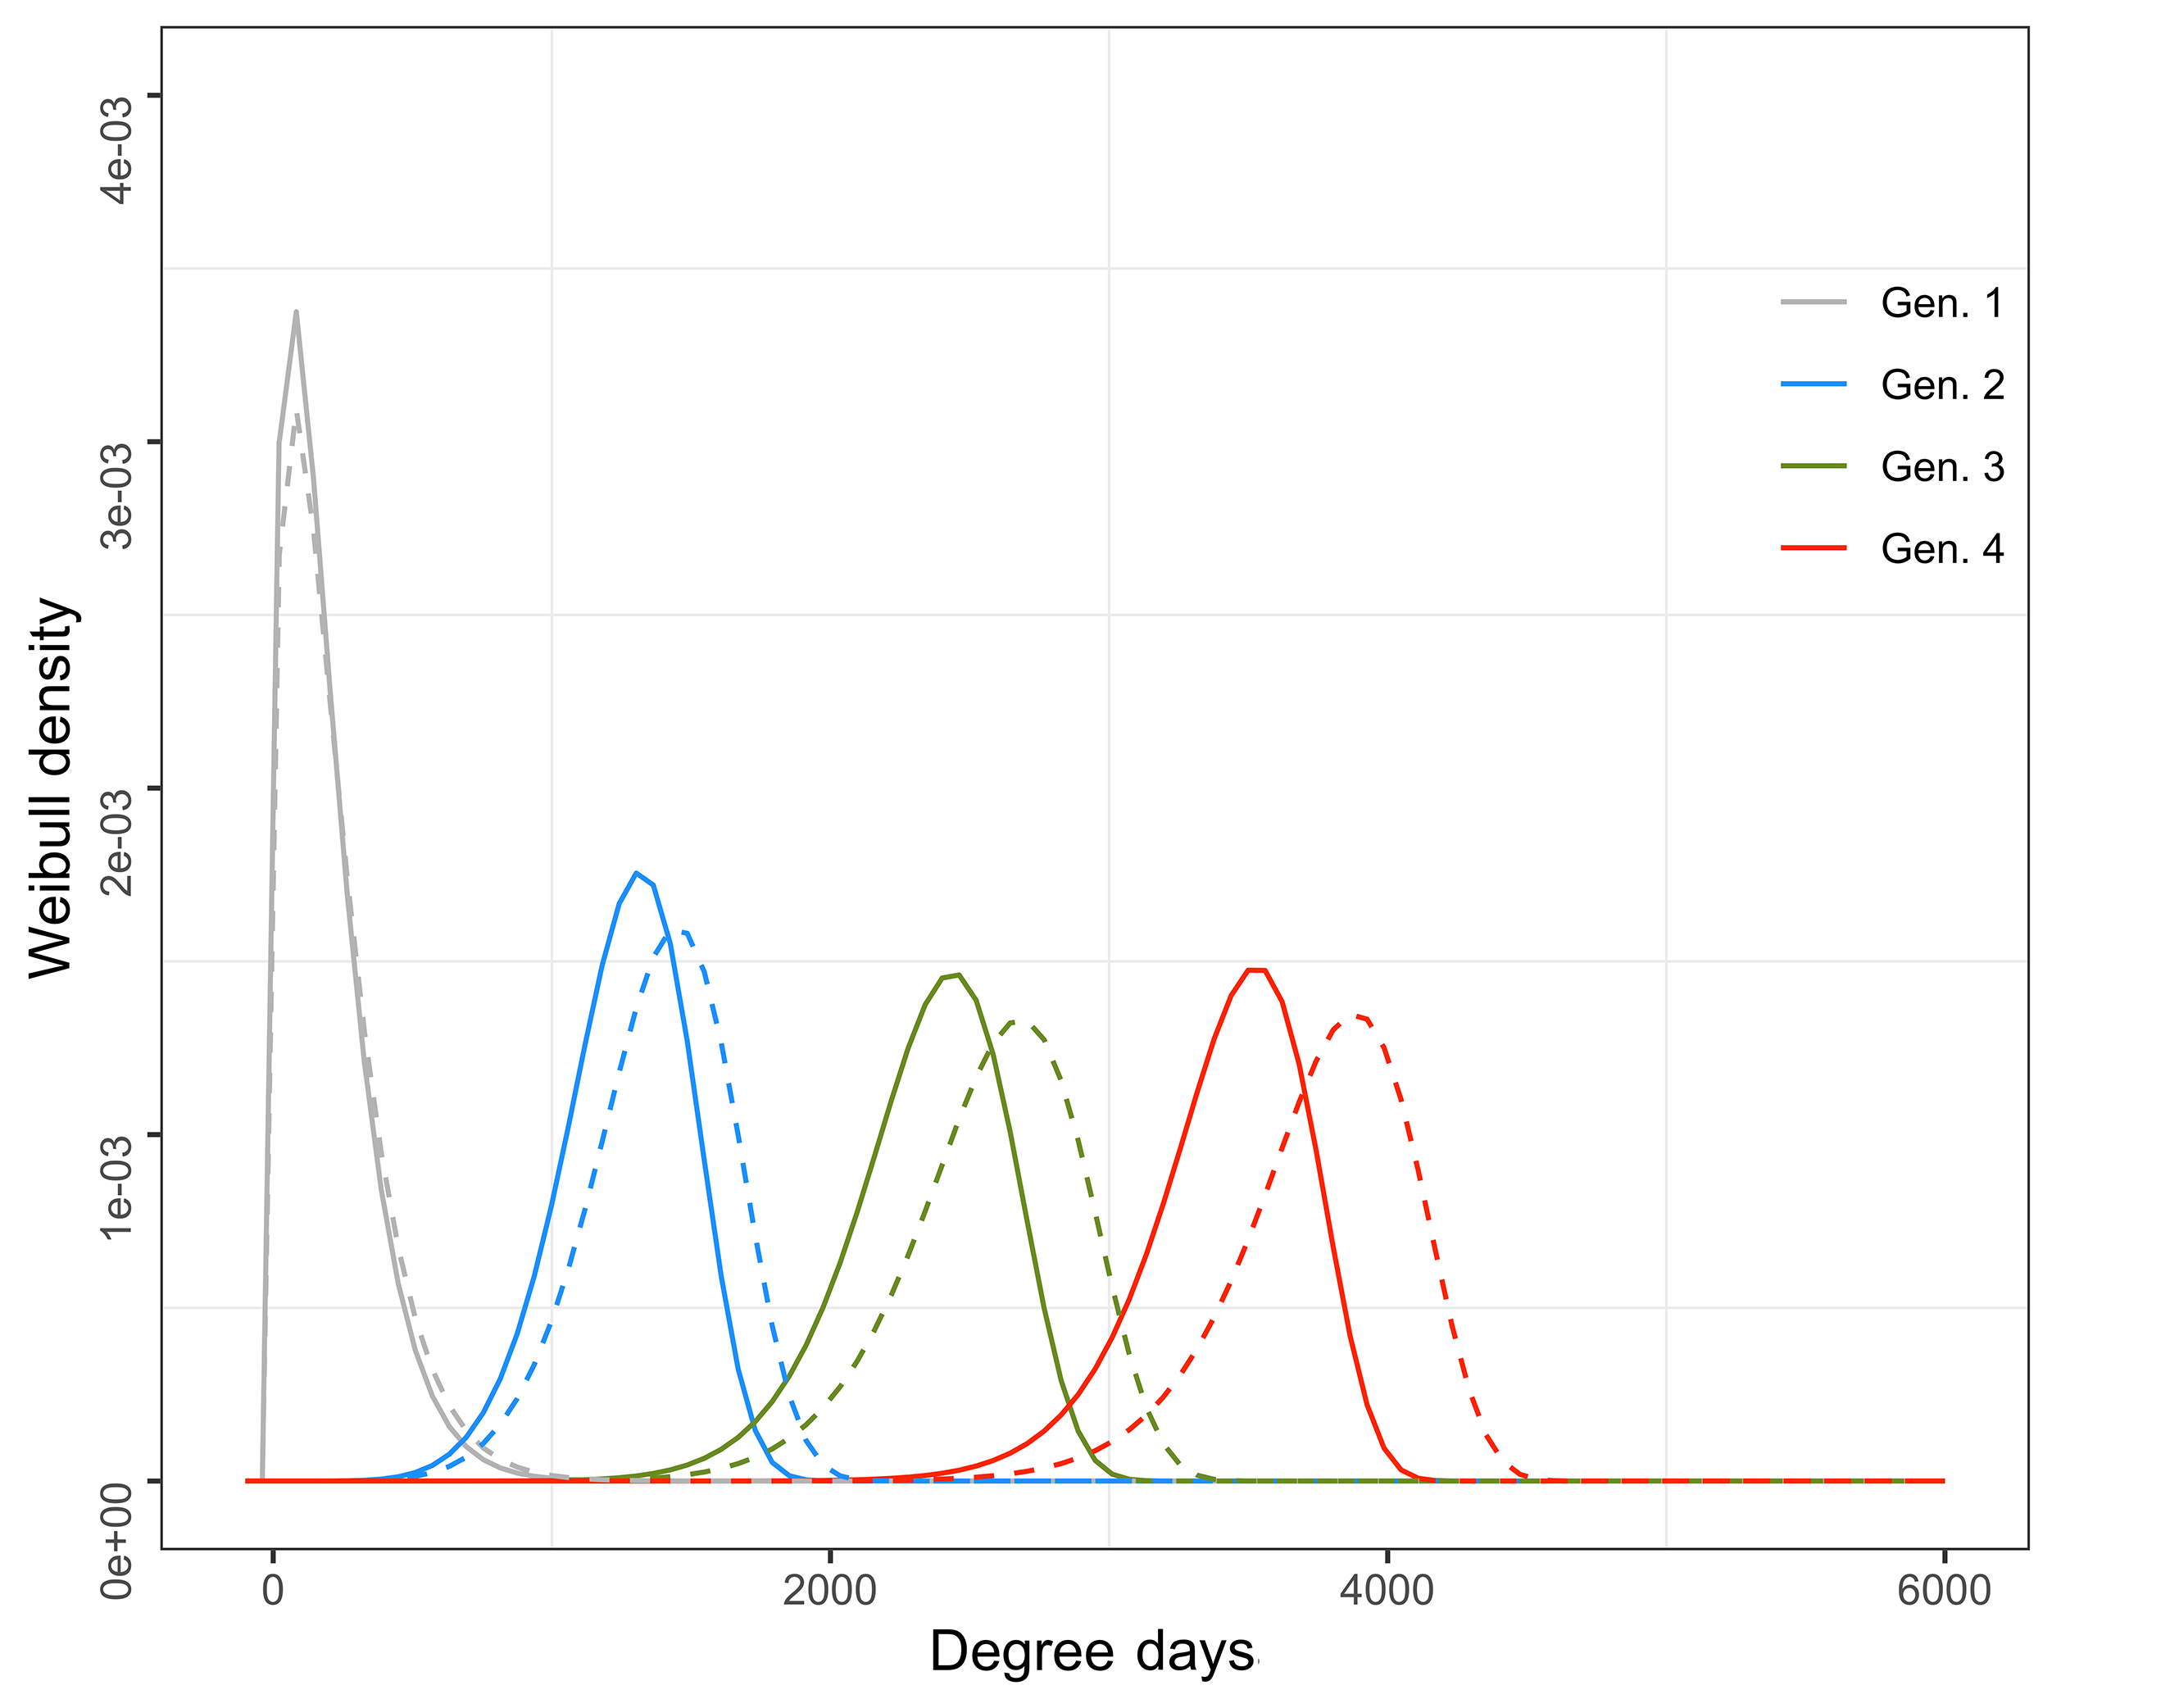 Weibull density
4e-03
3e-03
2e-03
1e-03
0e+00
Gen. 1
Gen. 2
Gen. 3
Gen. 4
0
2000
4000
6000
Degree days